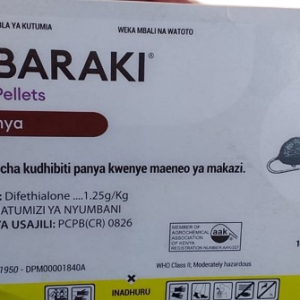 BLA YA KUTUMIA
WEKA MBALI NA WATOTO
BARAKI®
Pellets
nya
cha kudhibiti panya kwenye maeneo ya makazi.
: Difethialone ....1.25g/Kg
ATUMIZI YA NYUMBANI
YA USAJILI: PCPB(CR) 0826
MEMBER OF
AGROCHEMICAL
ASSOCIATION
OF KENYA
aak
1950 - DPM00001840A
WHO Class II, Moderately hazardous
INADHURU